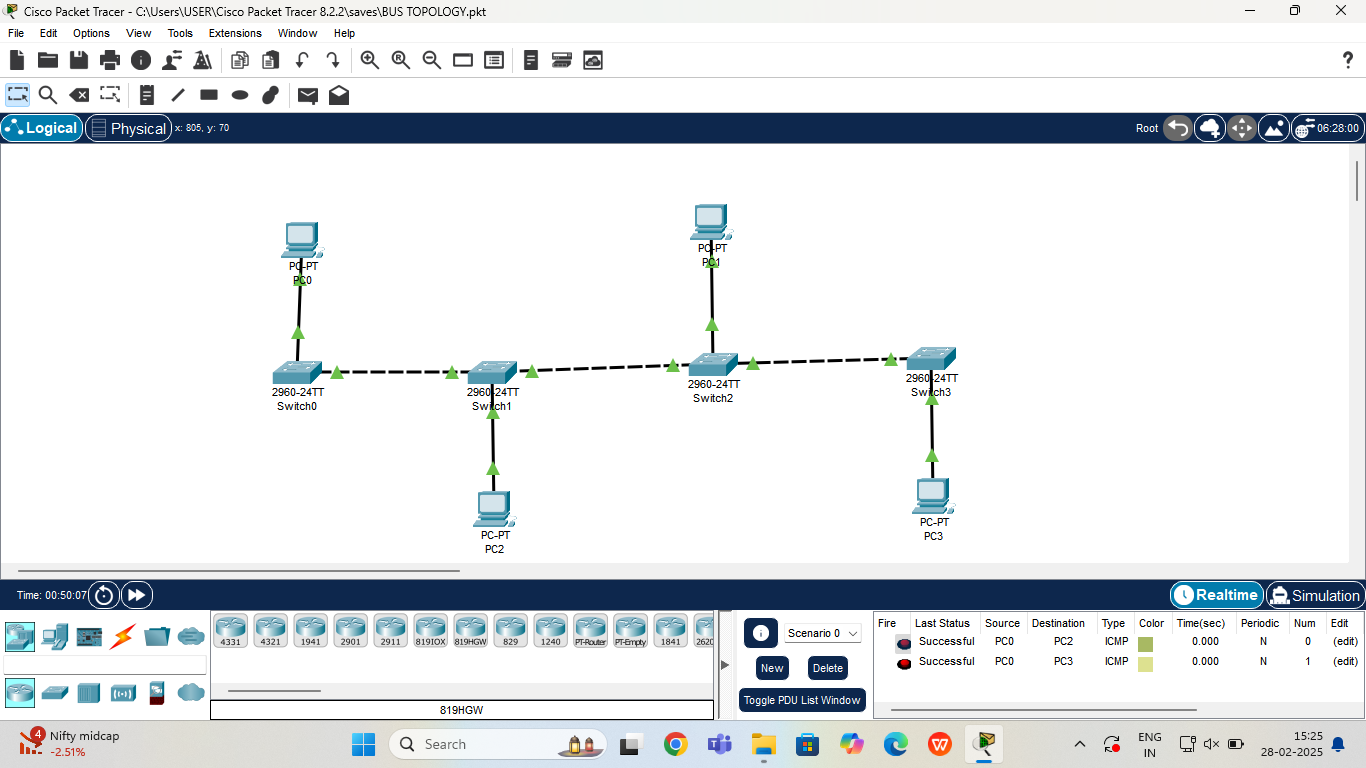 Cisco Packet Tracer - C:\Users\USER\Cisco Packet Tracer 8.2.2\saves\BUS TOPOLOGY.pkt
File Edit Options View Tools Extensions Window Help
Logical Physical x: 805, y: 70 Root 06:28:00
PC-PT
PC0
PC-PT
PC1
2960-24TT
Switch0
2960-24TT
Switch1
2960-24TT
Switch2
2960-24TT
Switch3
PC-PT
PC2
PC-PT
PC3
Time: 00:50:07 Realtime Simulation
4331 4321 1941 2901 2911 819IOX 819HGW 829 1240 PT-Router PT-Empty 1841 2620
819HGW
Scenario 0
New Delete
Toggle PDU List Window
Fire Last Status Source Destination Type Color Time(sec) Periodic Num Edit
Successful PC0 PC2 ICMP 0.000 N 0 (edit)
Successful PC0 PC3 ICMP 0.000 N 1 (edit)
4 Nifty midcap
-2.51%
Search
ENG
IN
15:25
28-02-2025